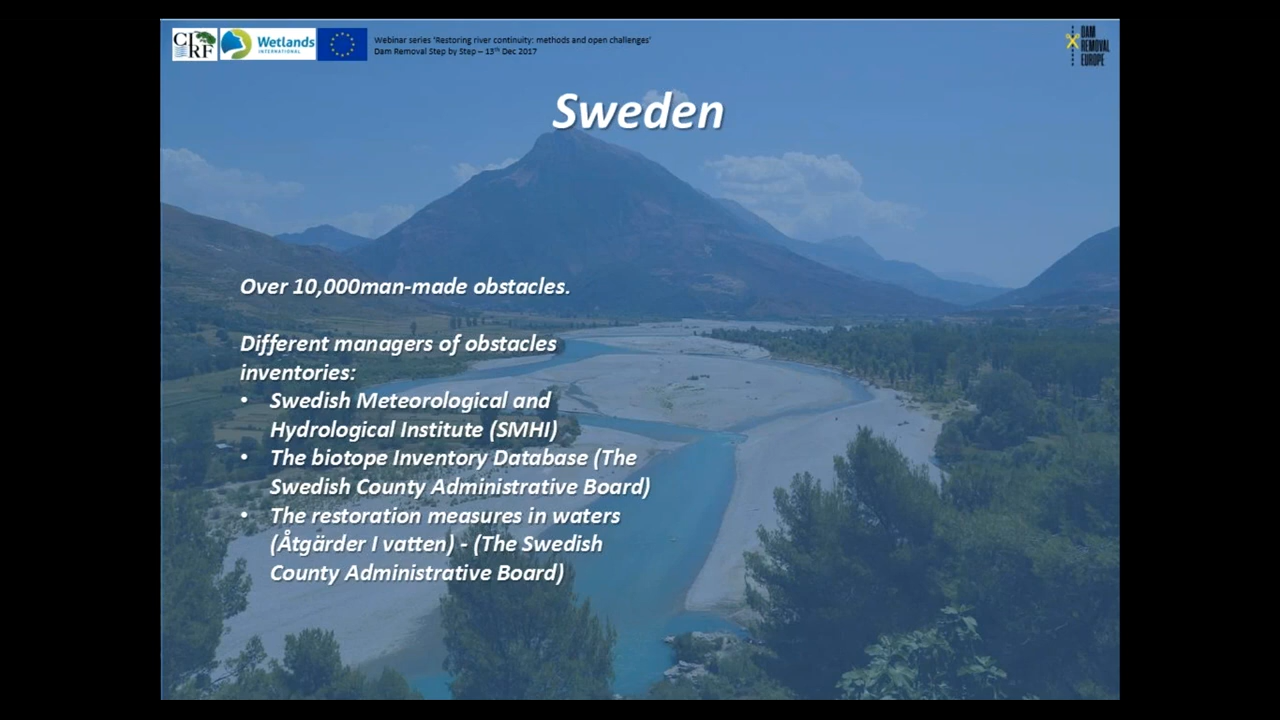 CIRF
Wetlands
INTERNATIONAL
Webinar series 'Restoring river continuity: methods and open challenges'
Dam Removal Step by Step – 13th Dec 2017
DAM
REMOVAL
EUROPE
Sweden
Over 10,000man-made obstacles.
Different managers of obstacles
inventories:
• Swedish Meteorological and
Hydrological Institute (SMHI)
• The biotope Inventory Database (The
Swedish County Administrative Board)
• The restoration measures in waters
(Åtgärder I vatten) - (The Swedish
County Administrative Board)